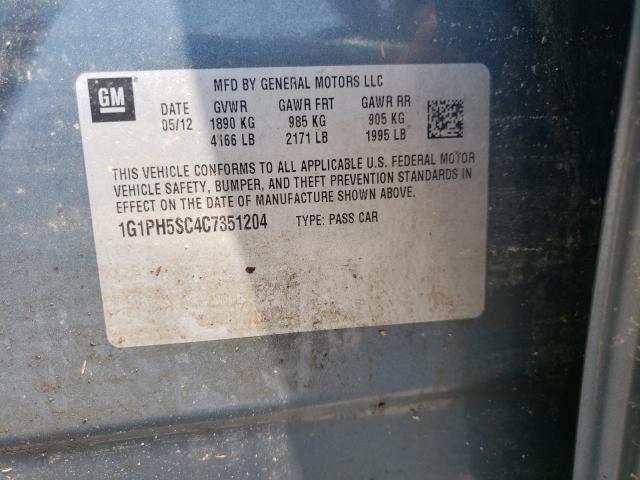 GM
MFD BY GENERAL MOTORS LLC
DATE GVWR GAWR FRT GAWR RR
05/12 1890 KG 985 KG 905 KG
4166 LB 2171 LB 1995 LB
THIS VEHICLE CONFORMS TO ALL APPLICABLE U.S. FEDERAL MOTOR
VEHICLE SAFETY, BUMPER, AND THEFT PREVENTION STANDARDS IN
EFFECT ON THE DATE OF MANUFACTURE SHOWN ABOVE.
1G1PH5SC4C7351204 TYPE: PASS CAR